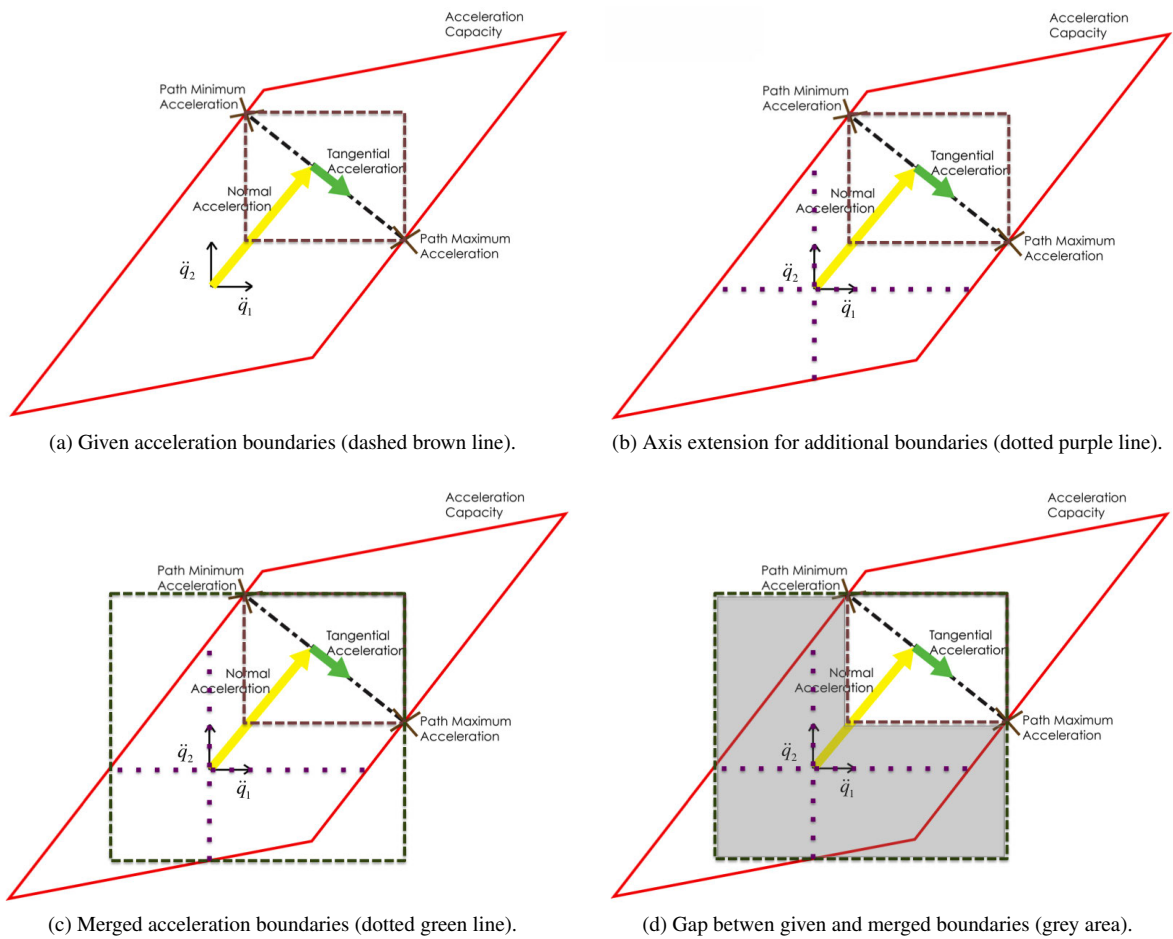 Acceleration
Capacity
Path Minimum
Acceleration
Tangential
Acceleration
Normal
Acceleration
Path Maximum
Acceleration
q̈₂
q̈₁
(a) Given acceleration boundaries (dashed brown line).
Acceleration
Capacity
Path Minimum
Acceleration
Tangential
Acceleration
Normal
Acceleration
Path Maximum
Acceleration
q̈₂
q̈₁
(b) Axis extension for additional boundaries (dotted purple line).
Acceleration
Capacity
Path Minimum
Acceleration
Tangential
Acceleration
Normal
Acceleration
Path Maximum
Acceleration
q̈₂
q̈₁
(c) Merged acceleration boundaries (dotted green line).
Acceleration
Capacity
Path Minimum
Acceleration
Tangential
Acceleration
Normal
Acceleration
Path Maximum
Acceleration
q̈₂
q̈₁
(d) Gap betwen given and merged boundaries (grey area).